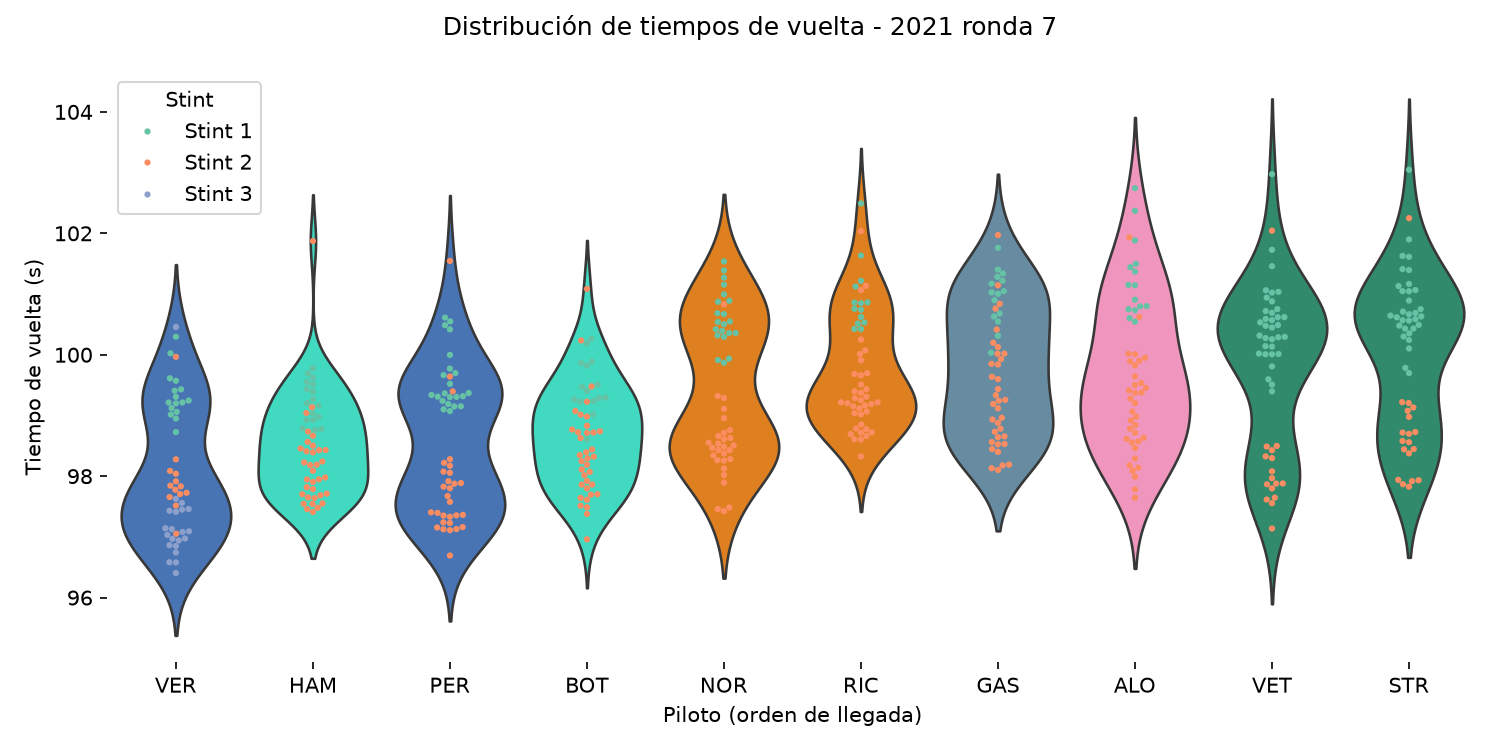 Distribución de tiempos de vuelta - 2021 ronda 7
Stint
Stint 1
Stint 2
Stint 3
Tiempo de vuelta (s)
104
102
100
98
96
VER HAM PER BOT NOR RIC GAS ALO VET STR
Piloto (orden de llegada)